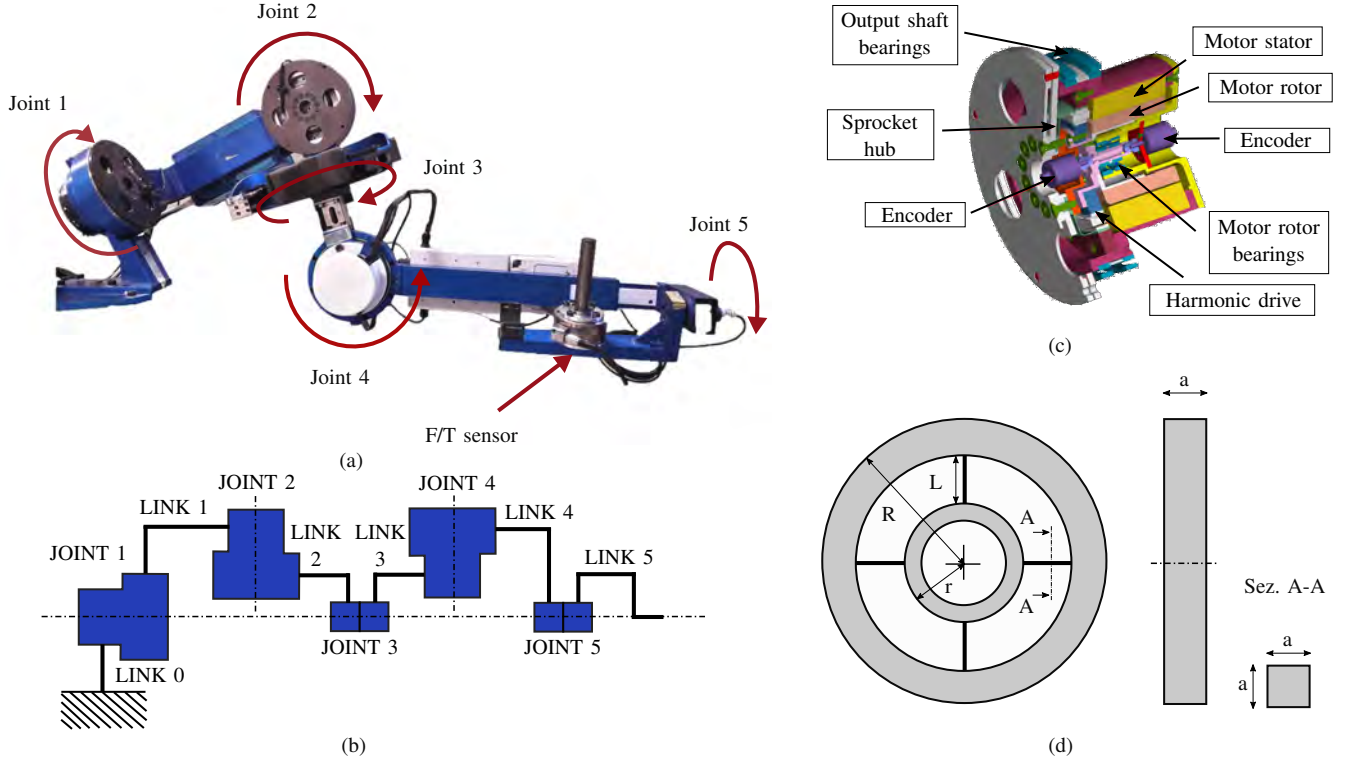 Joint 2
Joint 1
Joint 3
Joint 5
Joint 4
F/T sensor
(a)
JOINT 2
JOINT 4
LINK 1
LINK
2
LINK
3
LINK 4
JOINT 1
LINK 5
JOINT 3
JOINT 5
LINK 0
(b)
Output shaft
bearings
Motor stator
Motor rotor
Sprocket
hub
Encoder
Encoder
Motor rotor
bearings
Harmonic drive
(c)
a
L
R
A
r
A
Sez. A-A
a
a
(d)